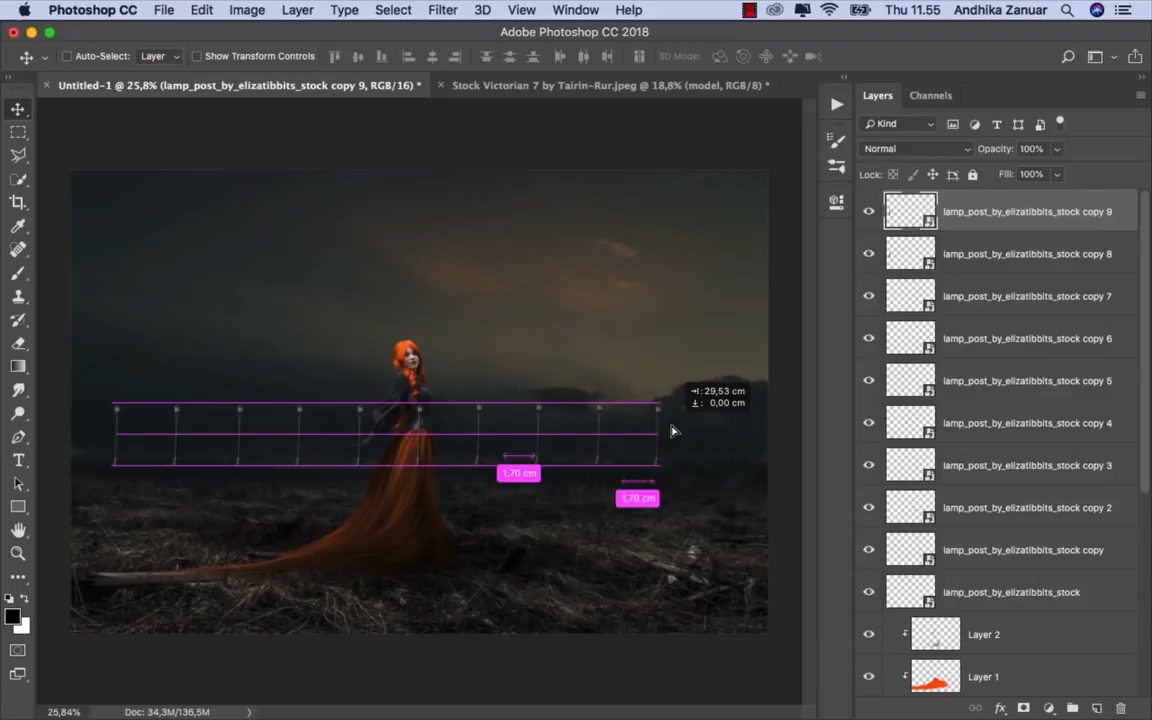 Photoshop CC File Edit Image Layer Type Select Filter 3D View Window Help Thu 11.55 Andhika Zanuar
Adobe Photoshop CC 2018
Auto-Select: Layer Show Transform Controls 3D Mode:
× Untitled-1 @ 25,8% (lamp_post_by_elizatibbits_stock copy 9, RGB/16) * × Stock Victorian 7 by Tairin-Rur.jpeg @ 18,8% (model, RGB/8) *
Layers Channels
Kind
Normal Opacity: 100%
Lock: Fill: 100%
lamp_post_by_elizatibbits_stock copy 9
lamp_post_by_elizatibbits_stock copy 8
lamp_post_by_elizatibbits_stock copy 7
lamp_post_by_elizatibbits_stock copy 6
lamp_post_by_elizatibbits_stock copy 5
lamp_post_by_elizatibbits_stock copy 4
lamp_post_by_elizatibbits_stock copy 3
lamp_post_by_elizatibbits_stock copy 2
lamp_post_by_elizatibbits_stock copy
lamp_post_by_elizatibbits_stock
Layer 2
Layer 1
→I: 29,53 cm
↓: 0,00 cm
1,70 cm
1,70 cm
25,84% Doc: 34,3M/136,5M